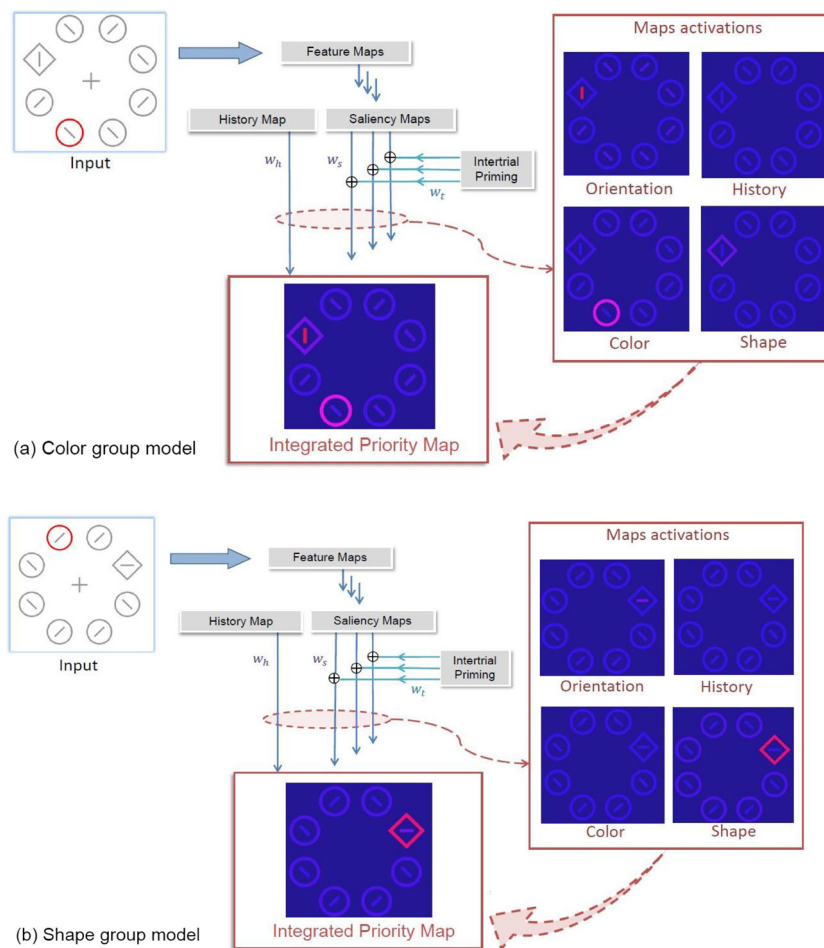 Maps activations
Feature Maps
History Map
Saliency Maps
Input
w_h
w_s
Intertrial
Priming
w_t
Orientation
History
Color
Shape
(a) Color group model
Integrated Priority Map
Maps activations
Feature Maps
History Map
Saliency Maps
Input
w_h
w_s
Intertrial
Priming
w_t
Orientation
History
Color
Shape
(b) Shape group model
Integrated Priority Map